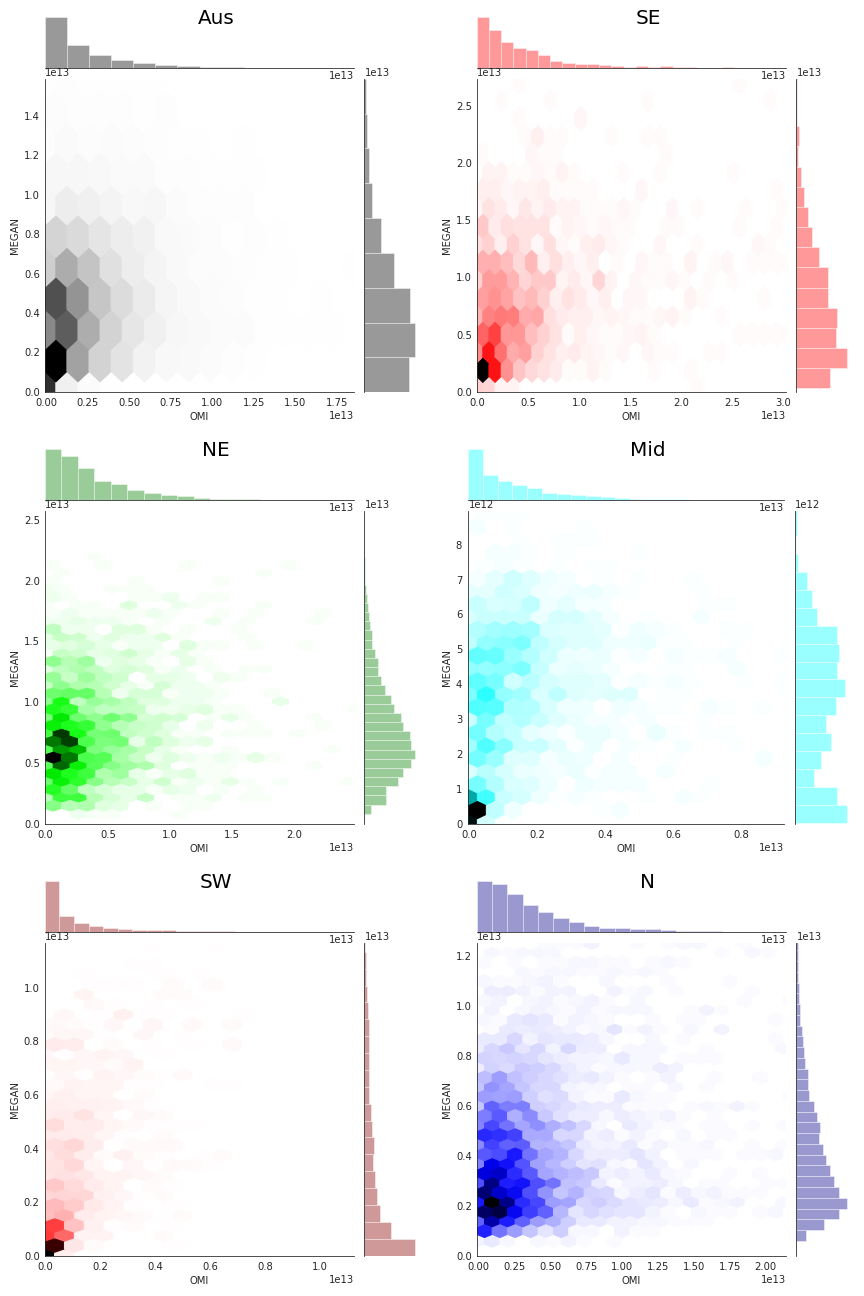 Aus
SE
1e13
1e13
1e13
1e13
1e13
1e13
MEGAN
1.4
1.2
1.0
0.8
0.6
0.4
0.2
0.0
MEGAN
2.5
2.0
1.5
1.0
0.5
0.0
0.00 0.25 0.50 0.75 1.00 1.25 1.50 1.75
OMI
1e13
0.0 0.5 1.0 1.5 2.0 2.5 3.0
OMI
1e13
NE
Mid
1e13
1e13
1e13
1e12
1e13
1e12
MEGAN
2.5
2.0
1.5
1.0
0.5
0.0
MEGAN
8
7
6
5
4
3
2
1
0
0.0 0.5 1.0 1.5 2.0
OMI
1e13
0.0 0.2 0.4 0.6 0.8
OMI
1e13
SW
N
1e13
1e13
1e13
1e13
1e13
1e13
MEGAN
1.0
0.8
0.6
0.4
0.2
0.0
MEGAN
1.2
1.0
0.8
0.6
0.4
0.2
0.0
0.0 0.2 0.4 0.6 0.8 1.0
OMI
1e13
0.00 0.25 0.50 0.75 1.00 1.25 1.50 1.75 2.00
OMI
1e13